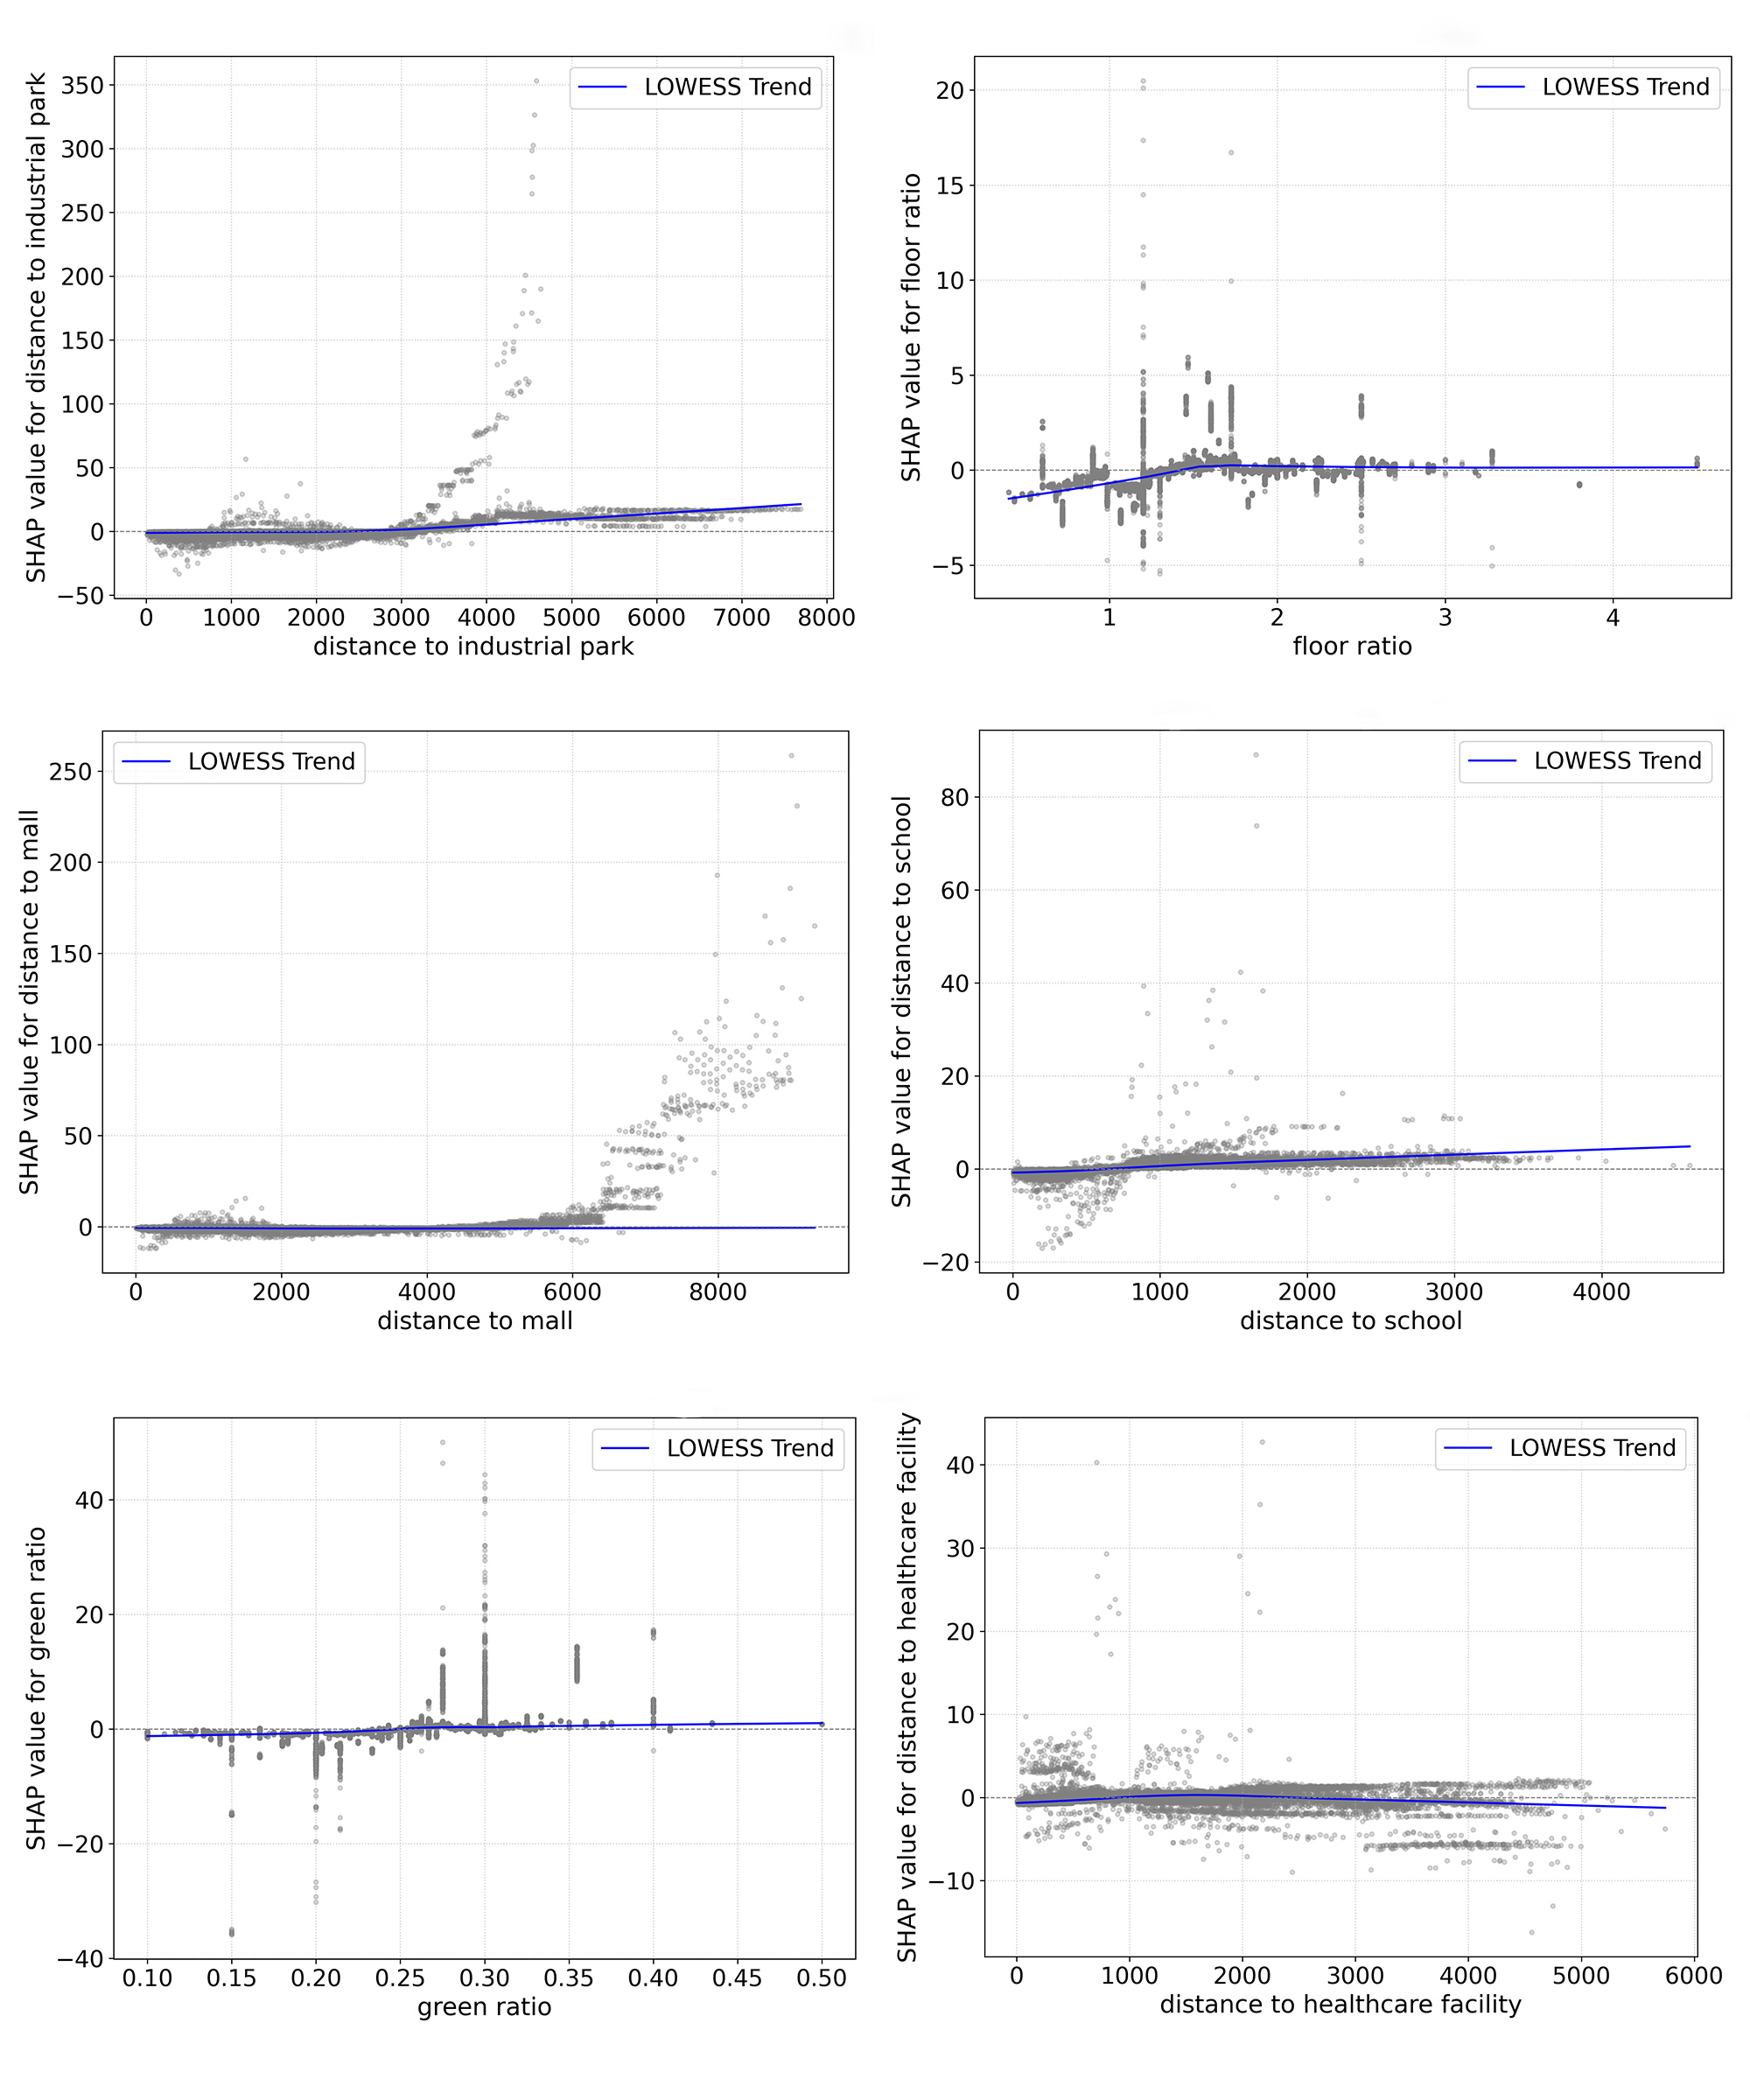 SHAP value for distance to industrial park
350
300
250
200
150
100
50
0
−50
LOWESS Trend
0 1000 2000 3000 4000 5000 6000 7000 8000
distance to industrial park
SHAP value for floor ratio
20
15
10
5
0
−5
LOWESS Trend
1 2 3 4
floor ratio
SHAP value for distance to mall
250
200
150
100
50
0
LOWESS Trend
0 2000 4000 6000 8000
distance to mall
SHAP value for distance to school
80
60
40
20
0
−20
LOWESS Trend
0 1000 2000 3000 4000
distance to school
SHAP value for green ratio
40
20
0
−20
−40
LOWESS Trend
0.10 0.15 0.20 0.25 0.30 0.35 0.40 0.45 0.50
green ratio
SHAP value for distance to healthcare facility
40
30
20
10
0
−10
LOWESS Trend
0 1000 2000 3000 4000 5000 6000
distance to healthcare facility